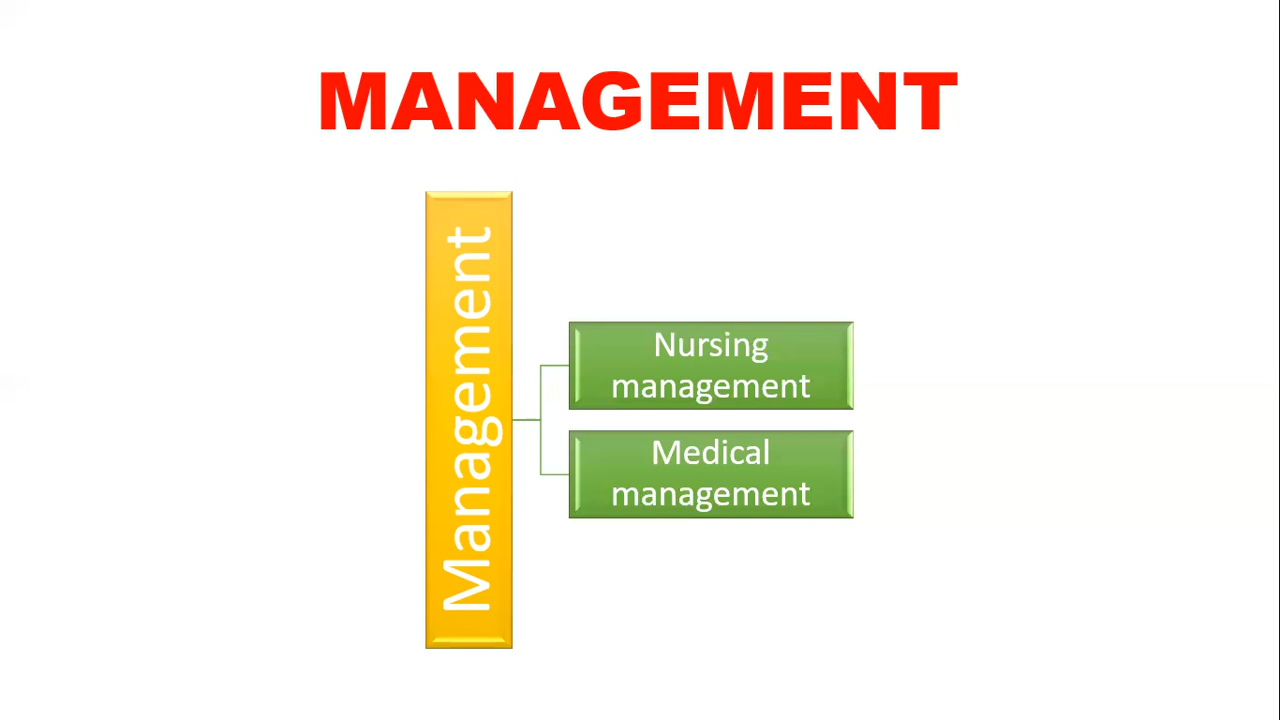 MANAGEMENT
Management
Nursing
management
Medical
management